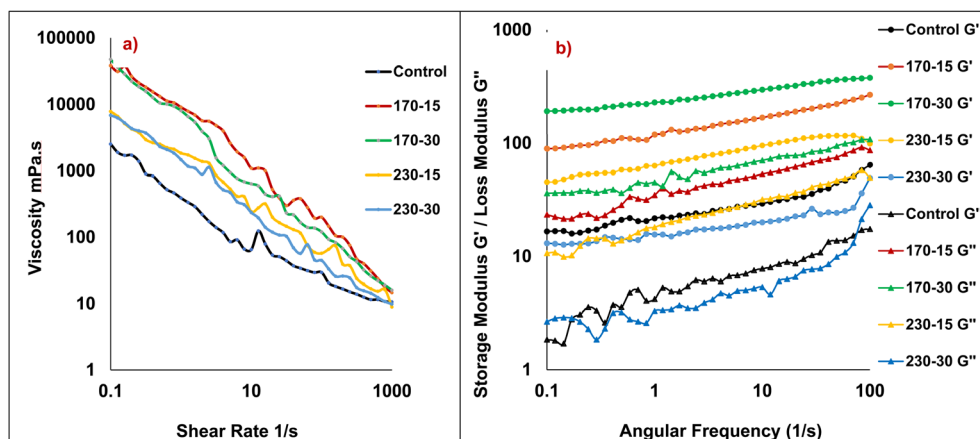 a)
100000
10000
1000
100
10
1
0.1
10
1000
Viscosity mPa.s
Shear Rate 1/s
Control
170-15
170-30
230-15
230-30
b)
1000
100
10
1
0.1
1
10
100
Storage Modulus G' / Loss Modulus G"
Angular Frequency (1/s)
Control G'
170-15 G'
170-30 G'
230-15 G'
230-30 G'
Control G"
170-15 G"
170-30 G"
230-15 G"
230-30 G"